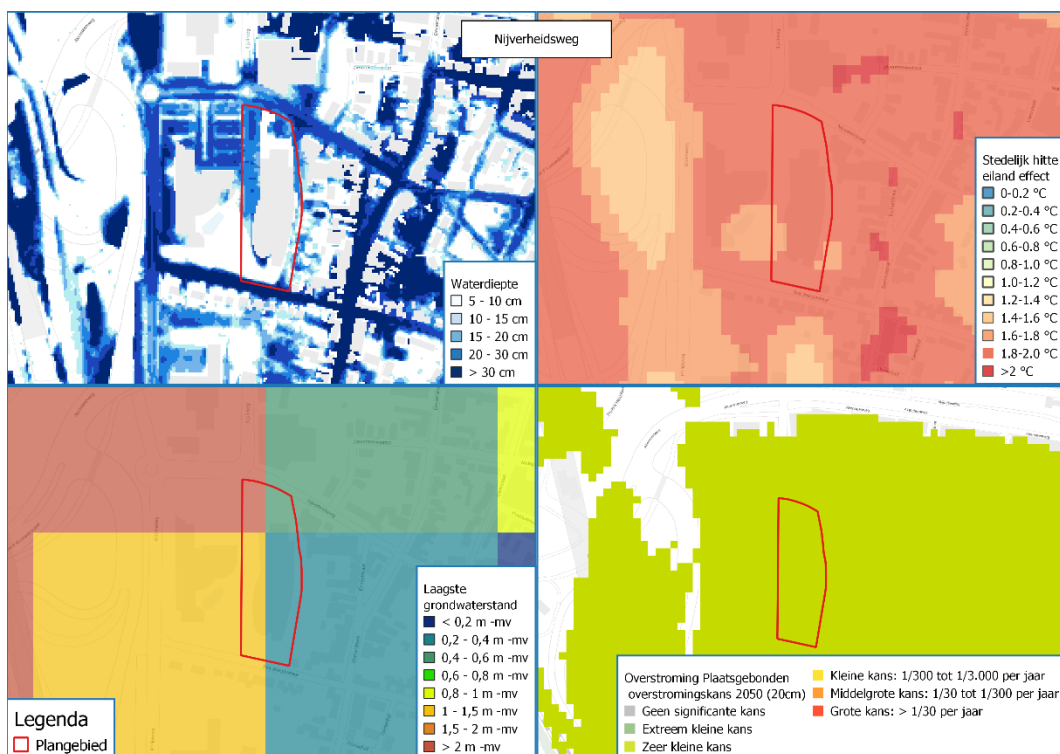 Nijverheidsweg
Waterdiepte
5 - 10 cm
10 - 15 cm
15 - 20 cm
20 - 30 cm
> 30 cm
Stedelijk hitte
eiland effect
0-0.2 °C
0.2-0.4 °C
0.4-0.6 °C
0.6-0.8 °C
0.8-1.0 °C
1.0-1.2 °C
1.2-1.4 °C
1.4-1.6 °C
1.6-1.8 °C
1.8-2.0 °C
>2 °C
Legenda
Plangebied
Laagste
grondwaterstand
< 0,2 m -mv
0,2 - 0,4 m -mv
0,4 - 0,6 m -mv
0,6 - 0,8 m -mv
0,8 - 1 m -mv
1 - 1,5 m -mv
1,5 - 2 m -mv
> 2 m -mv
Overstroming Plaatsgebonden
overstromingskans 2050 (20cm)
Geen significante kans
Extreem kleine kans
Zeer kleine kans
Kleine kans: 1/300 tot 1/3.000 per jaar
Middelgrote kans: 1/30 tot 1/300 per jaar
Grote kans: > 1/30 per jaar